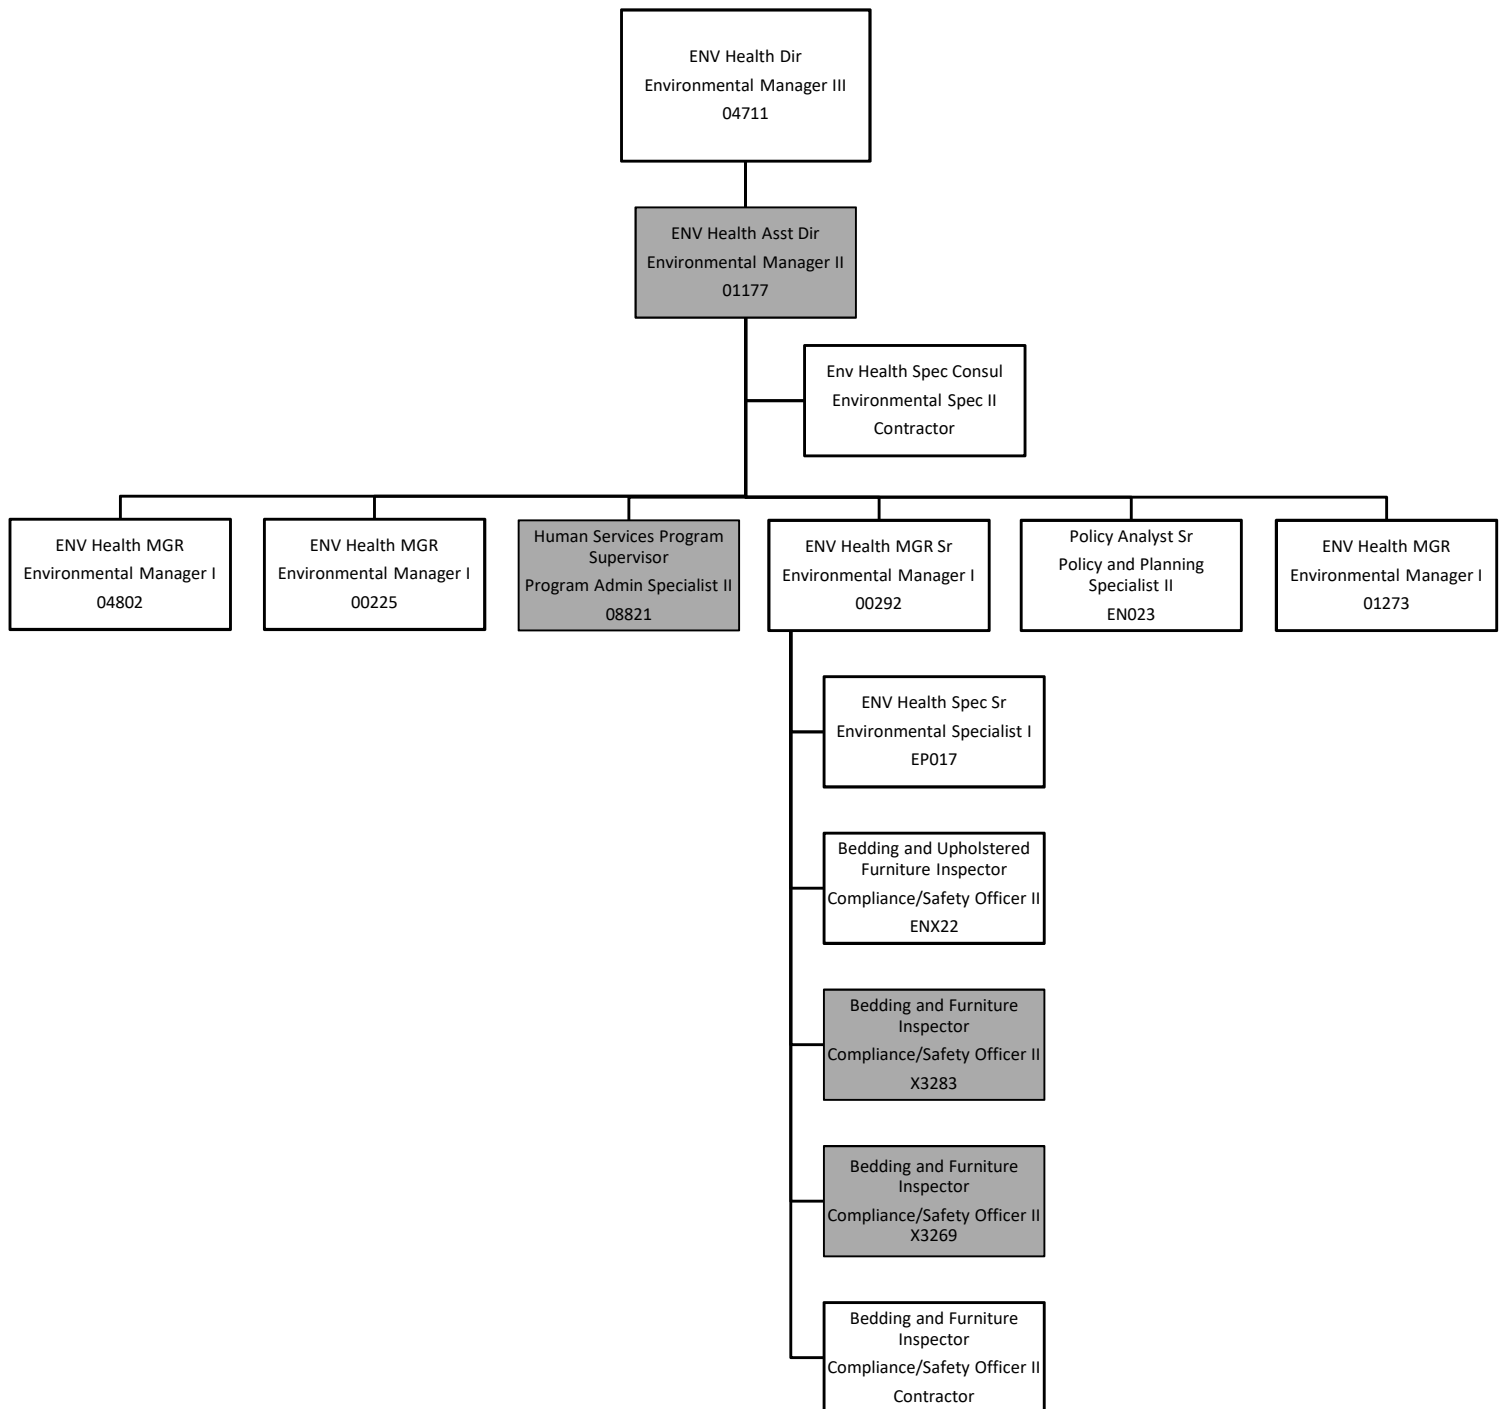 ENV Health Dir
Environmental Manager III
04711
ENV Health Asst Dir
Environmental Manager II
01177
Env Health Spec Consul
Environmental Spec II
Contractor
ENV Health MGR
Environmental Manager I
04802
ENV Health MGR
Environmental Manager I
00225
Human Services Program
Supervisor
Program Admin Specialist II
08821
ENV Health MGR Sr
Environmental Manager I
00292
Policy Analyst Sr
Policy and Planning
Specialist II
EN023
ENV Health MGR
Environmental Manager I
01273
ENV Health Spec Sr
Environmental Specialist I
EP017
Bedding and Upholstered
Furniture Inspector
Compliance/Safety Officer II
ENX22
Bedding and Furniture
Inspector
Compliance/Safety Officer II
X3283
Bedding and Furniture
Inspector
Compliance/Safety Officer II
X3269
Bedding and Furniture
Inspector
Compliance/Safety Officer II
Contractor